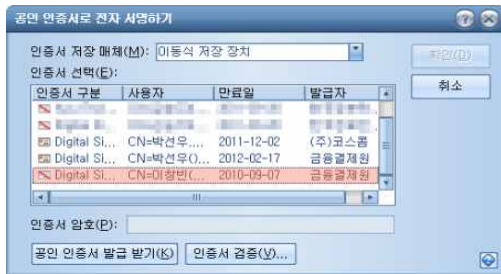 공인 인증서로 전자 서명하기
인증서 저장 매체(M): 이동식 저장 장치
확인(O)
인증서 선택(E):
취소
인증서 구분 사용자 만료일 발급자
Digital Si... CN=박선우,... 2011-12-02 (주)코스콤
Digital Si... CN=박선우()... 2012-02-17 금융결제원
Digital Si... CN=이창빈(... 2010-09-07 금융결제원
인증서 암호(P):
공인 인증서 발급 받기(K) 인증서 검증(V)...